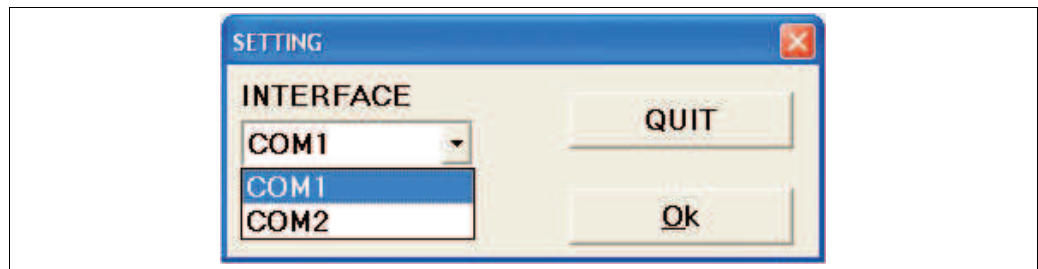 SETTING
INTERFACE
COM1
COM1
COM2
QUIT
Ok